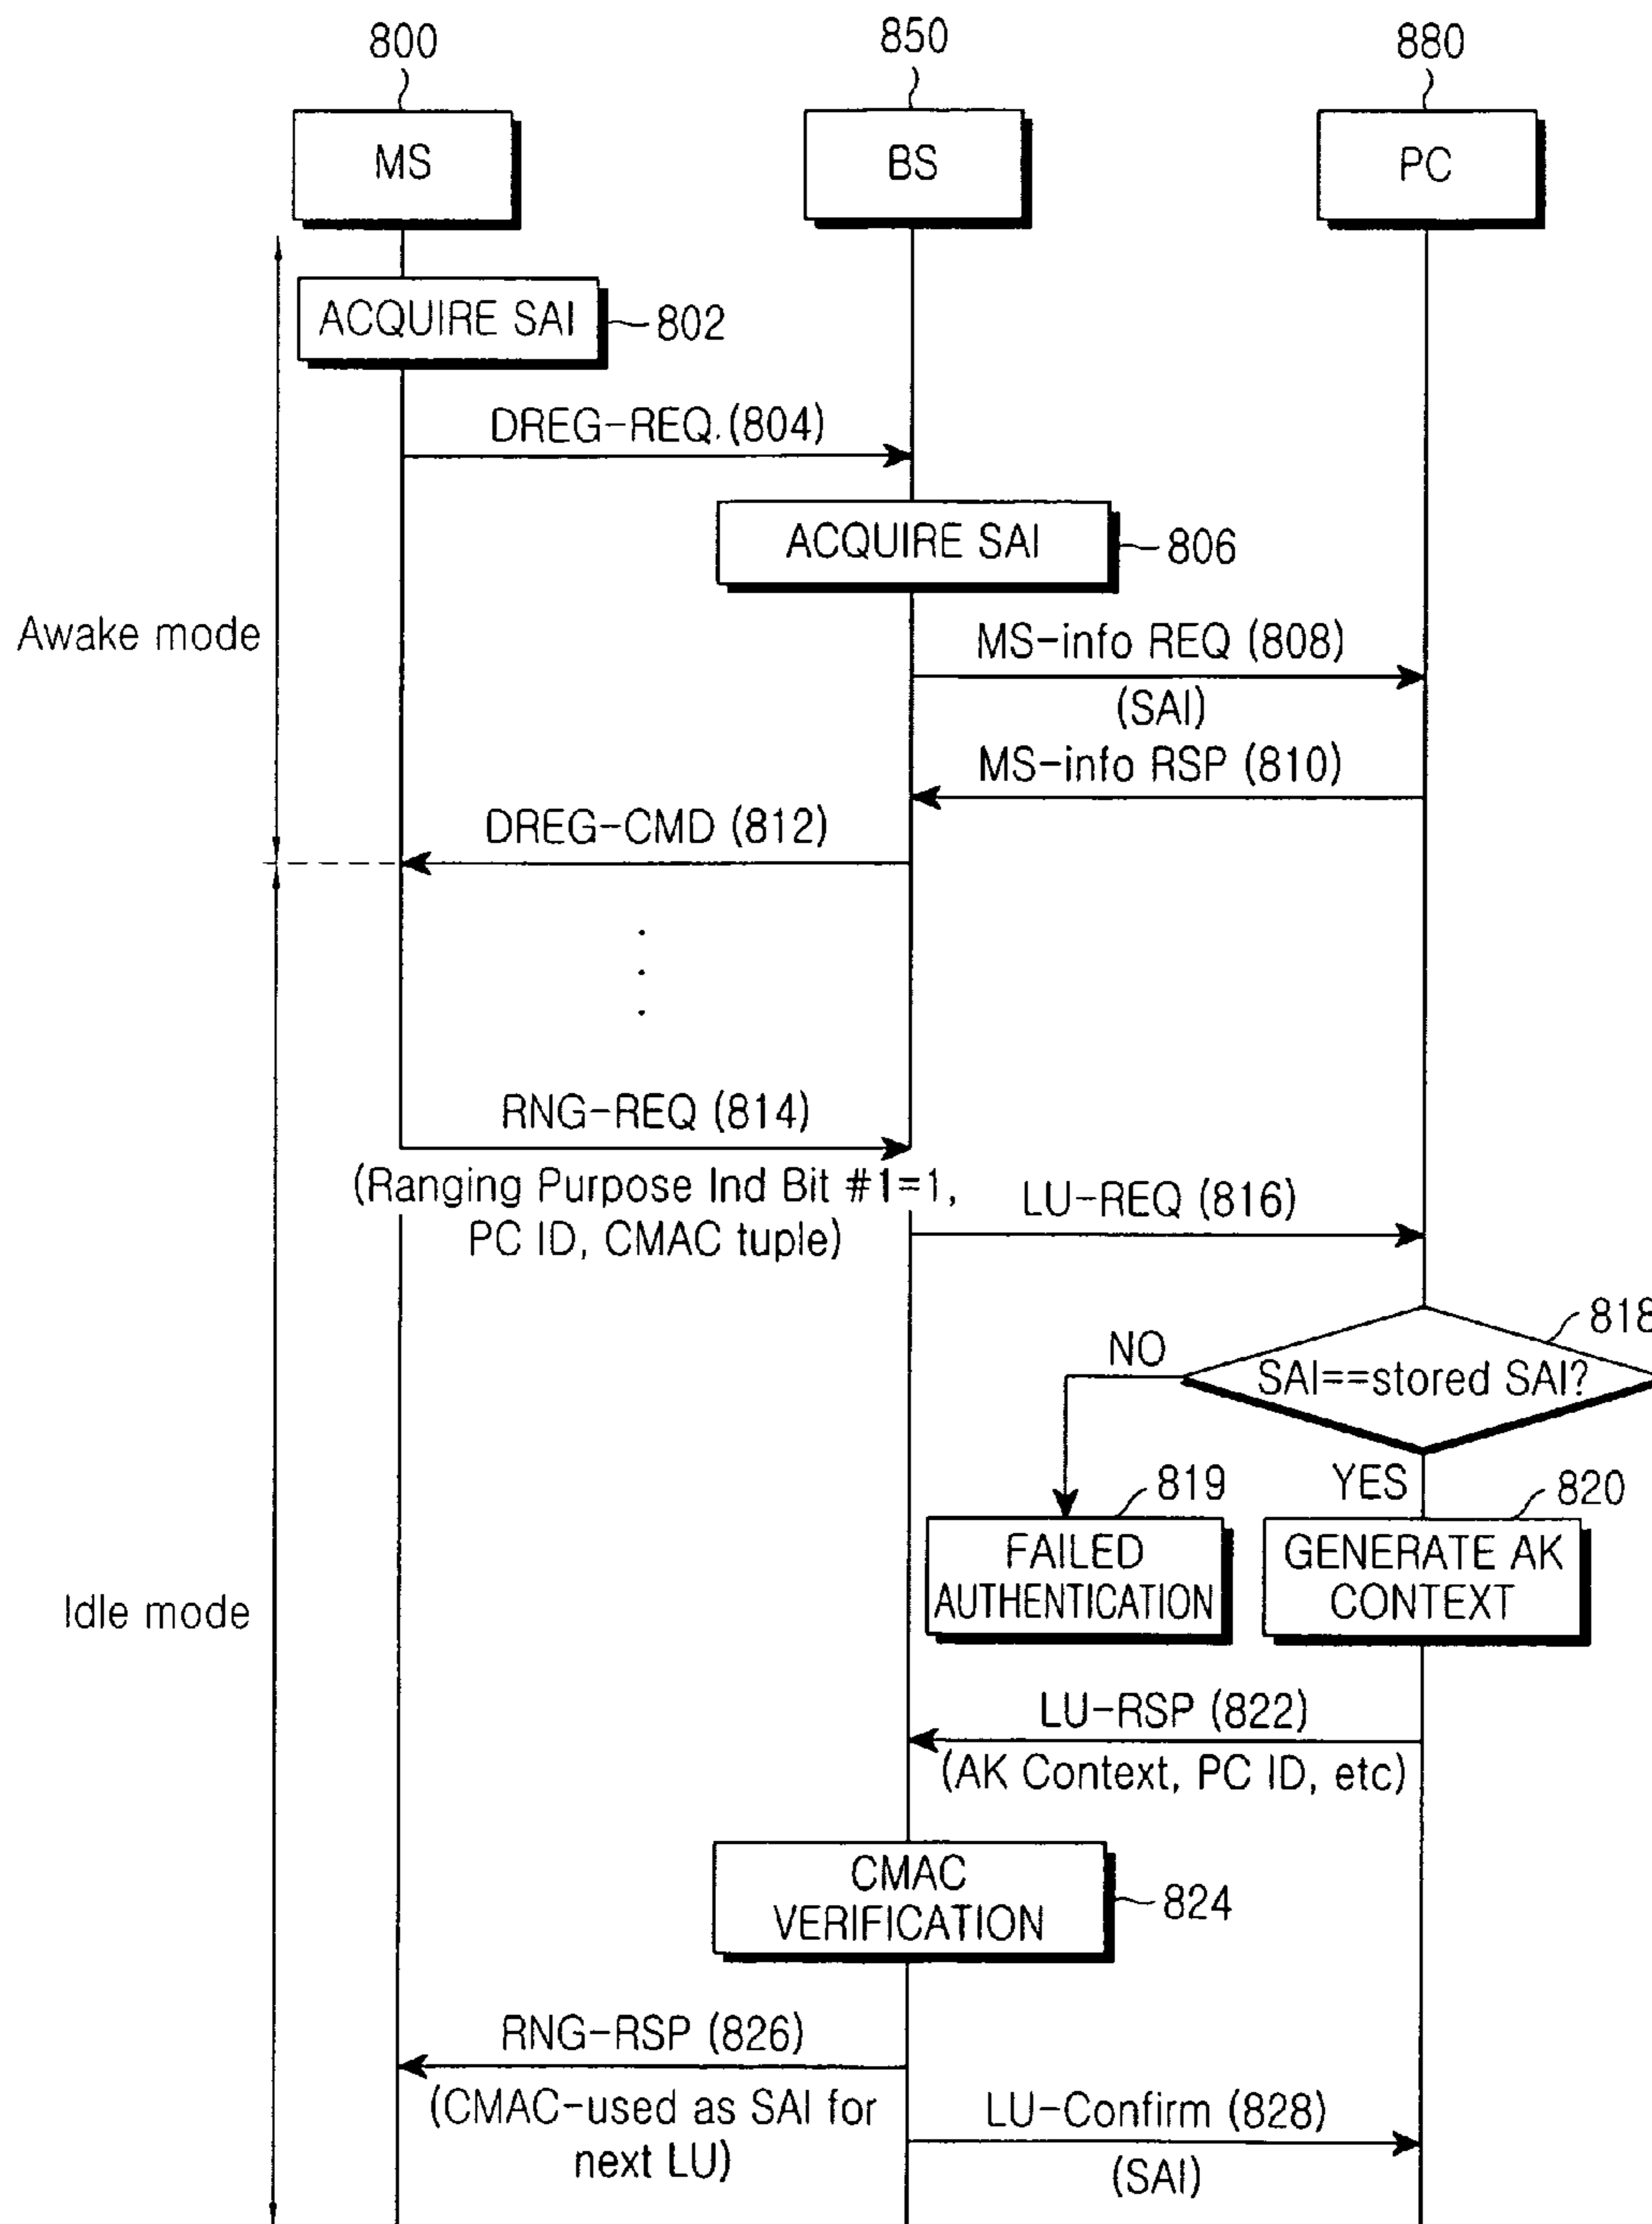 800
850
880
MS
BS
PC
ACQUIRE SAI
802
DREG-REQ.(804)
ACQUIRE SAI
806
Awake mode
MS-info REQ (808)
(SAI)
MS-info RSP (810)
DREG-CMD (812)
RNG-REQ (814)
(Ranging Purpose Ind Bit #1=1,
PC ID, CMAC tuple)
LU-REQ (816)
818
NO
SAI==stored SAI?
YES
819
820
FAILED
AUTHENTICATION
GENERATE AK
CONTEXT
Idle mode
LU-RSP (822)
(AK Context, PC ID, etc)
CMAC
VERIFICATION
824
RNG-RSP (826)
(CMAC-used as SAI for
next LU)
LU-Confirm (828)
(SAI)